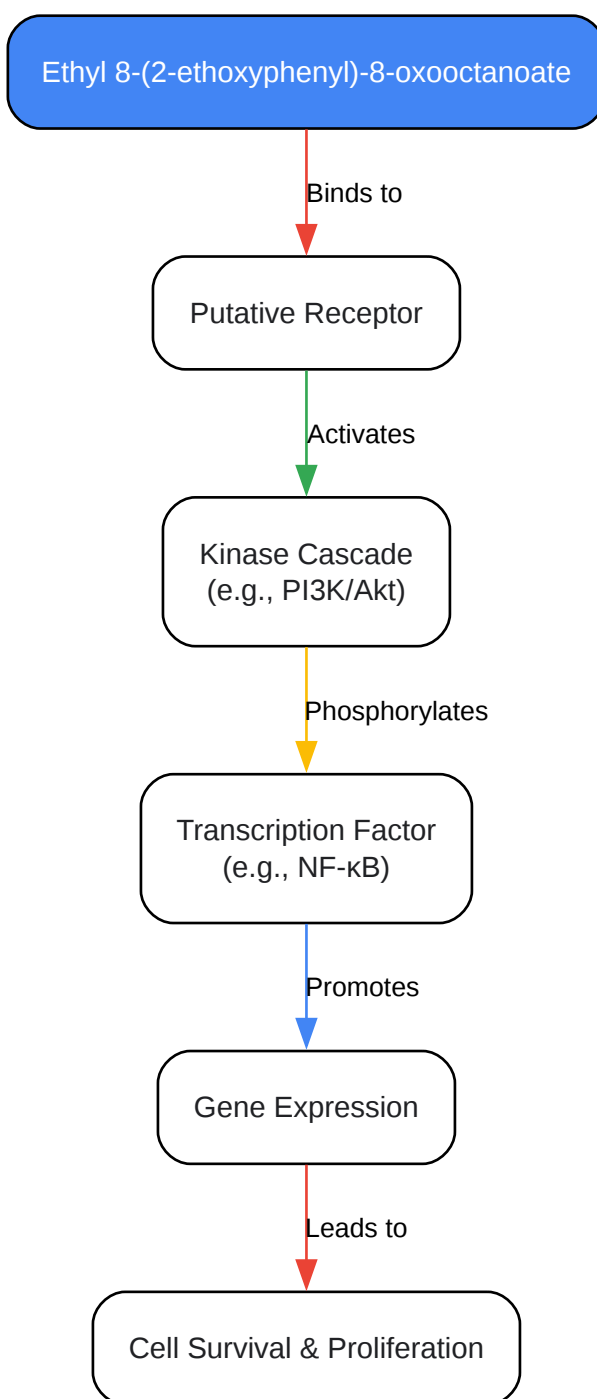 Ethyl 8-(2-ethoxyphenyl)-8-oxooctanoate
Binds to
Putative Receptor
Activates
Kinase Cascade
(e.g., PI3K/Akt)
Phosphorylates
Transcription Factor
(e.g., NF-κB)
Promotes
Gene Expression
Leads to
Cell Survival & Proliferation